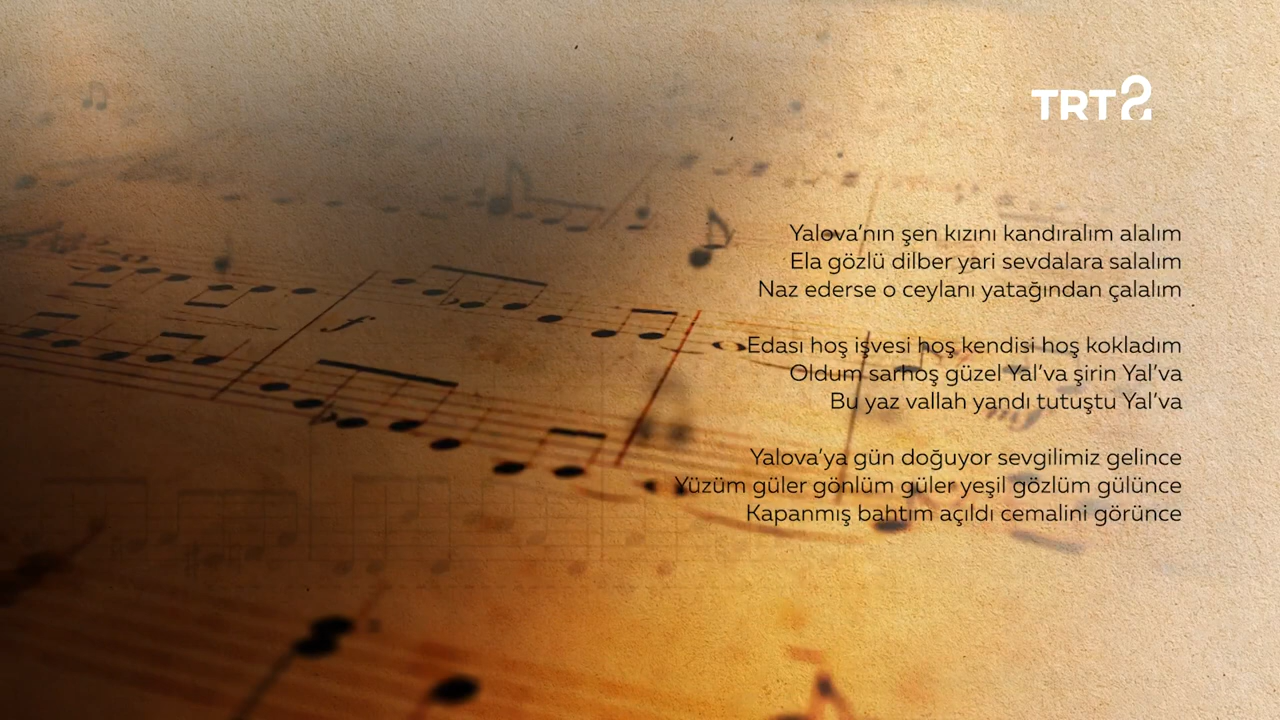 TRT2
Yalova’nın şen kızını kandıralım alalım
Ela gözlü dilber yari sevdalara salalım
Naz ederse o ceylanı yatağından çalalım
Edası hoş işvesi hoş kendisi hoş kokladım
Oldum sarhoş güzel Yal’va şirin Yal’va
Bu yaz vallah yandı tutuştu Yal’va
Yalova’ya gün doğuyor sevgilimiz gelince
Yüzüm güler gönlüm güler yeşil gözlüm gülünce
Kapanmış bahtım açıldı cemalini görünce